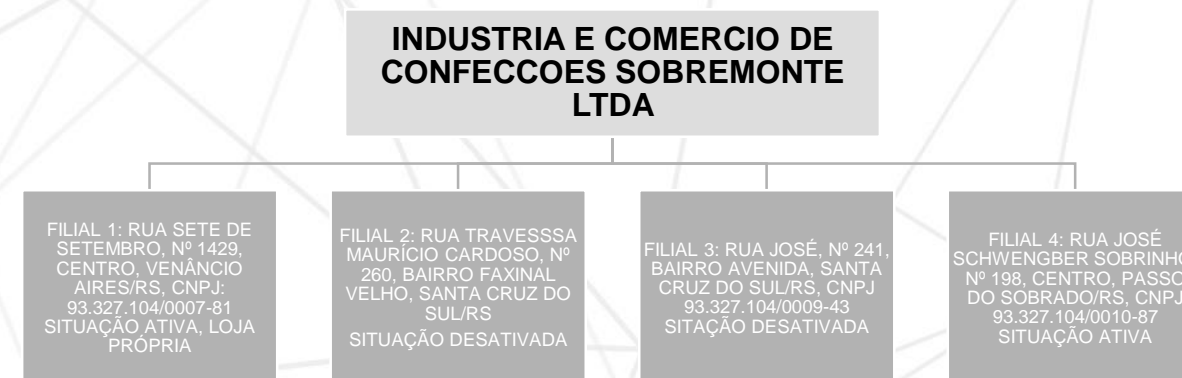 INDUSTRIA E COMERCIO DE
CONFECCOES SOBREMONTE
LTDA
FILIAL 1: RUA SETE DE
SETEMBRO, Nº 1429,
CENTRO, VENÂNCIO
AIRES/RS, CNPJ:
93.327.104/0007-81
SITUAÇÃO ATIVA, LOJA
PRÓPRIA
FILIAL 2: RUA TRAVESSSA
MAURÍCIO CARDOSO, Nº
260, BAIRRO FAXINAL
VELHO, SANTA CRUZ DO
SUL/RS
SITUAÇÃO DESATIVADA
FILIAL 3: RUA JOSÉ, Nº 241,
BAIRRO AVENIDA, SANTA
CRUZ DO SUL/RS, CNPJ
93.327.104/0009-43
SITAÇÃO DESATIVADA
FILIAL 4: RUA JOSÉ
SCHWENGBER SOBRINHO
Nº 198, CENTRO, PASSO
DO SOBRADO/RS, CNPJ
93.327.104/0010-87
SITUAÇÃO ATIVA